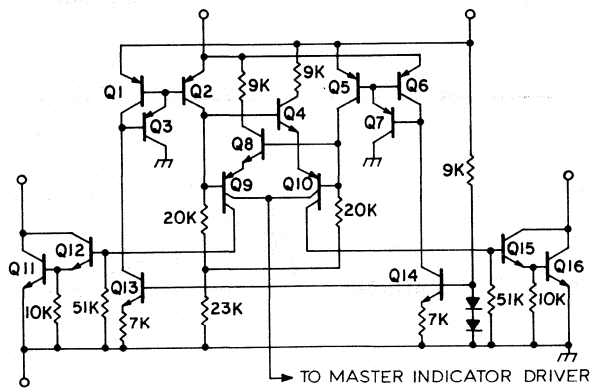 Q1
Q2
Q3
9K
9K
Q4
Q5
Q6
Q7
Q8
Q9
Q10
9K
20K
20K
Q11
Q12
Q13
Q14
Q15
Q16
10K
51K
7K
23K
7K
51K
10K
TO MASTER INDICATOR DRIVER